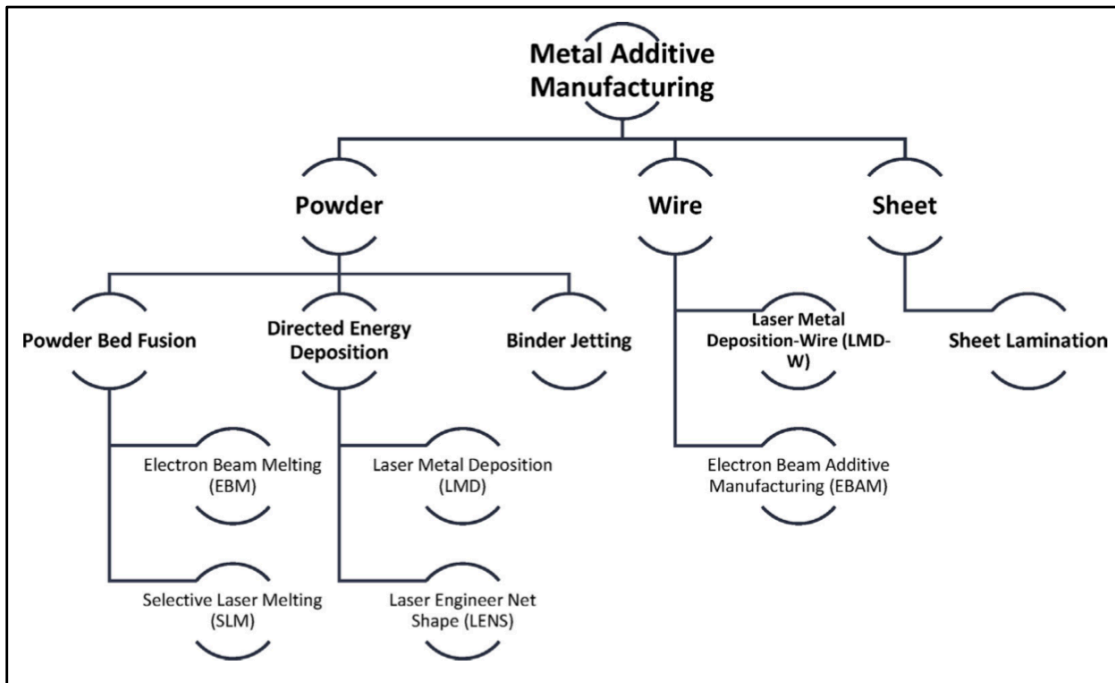 Metal Additive
Manufacturing
Powder
Wire
Sheet
Powder Bed Fusion
Directed Energy
Deposition
Binder Jetting
Laser Metal
Deposition-Wire (LMD-
W)
Sheet Lamination
Electron Beam Melting
(EBM)
Laser Metal Deposition
(LMD)
Electron Beam Additive
Manufacturing (EBAM)
Selective Laser Melting
(SLM)
Laser Engineer Net
Shape (LENS)